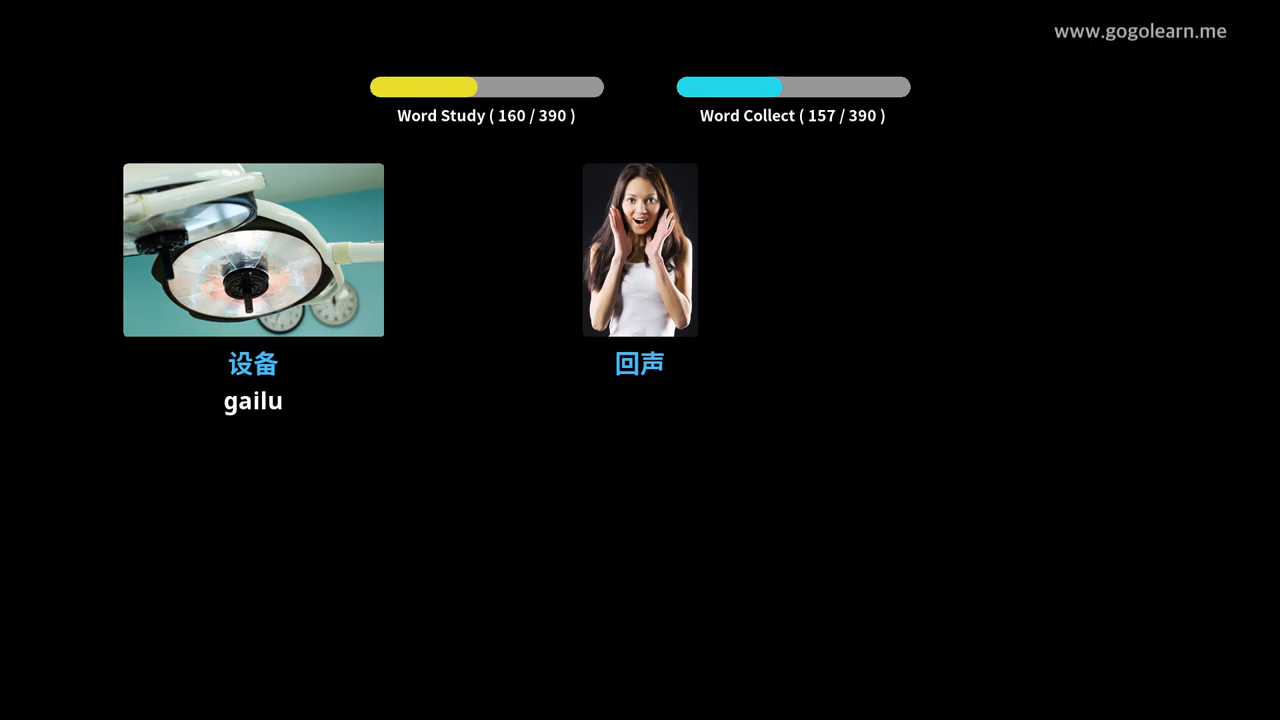 www.gogolearn.me
Word Study ( 160 / 390 )
Word Collect ( 157 / 390 )
设备
gailu
回声